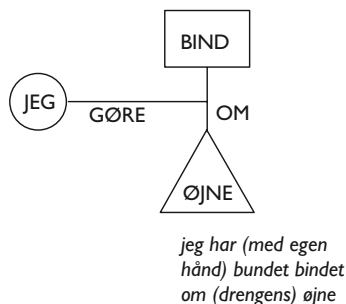 BIND
JEG
GØRE
OM
ØJNE
jeg har (med egen
hånd) bundet bindet
om (drengens) øjne